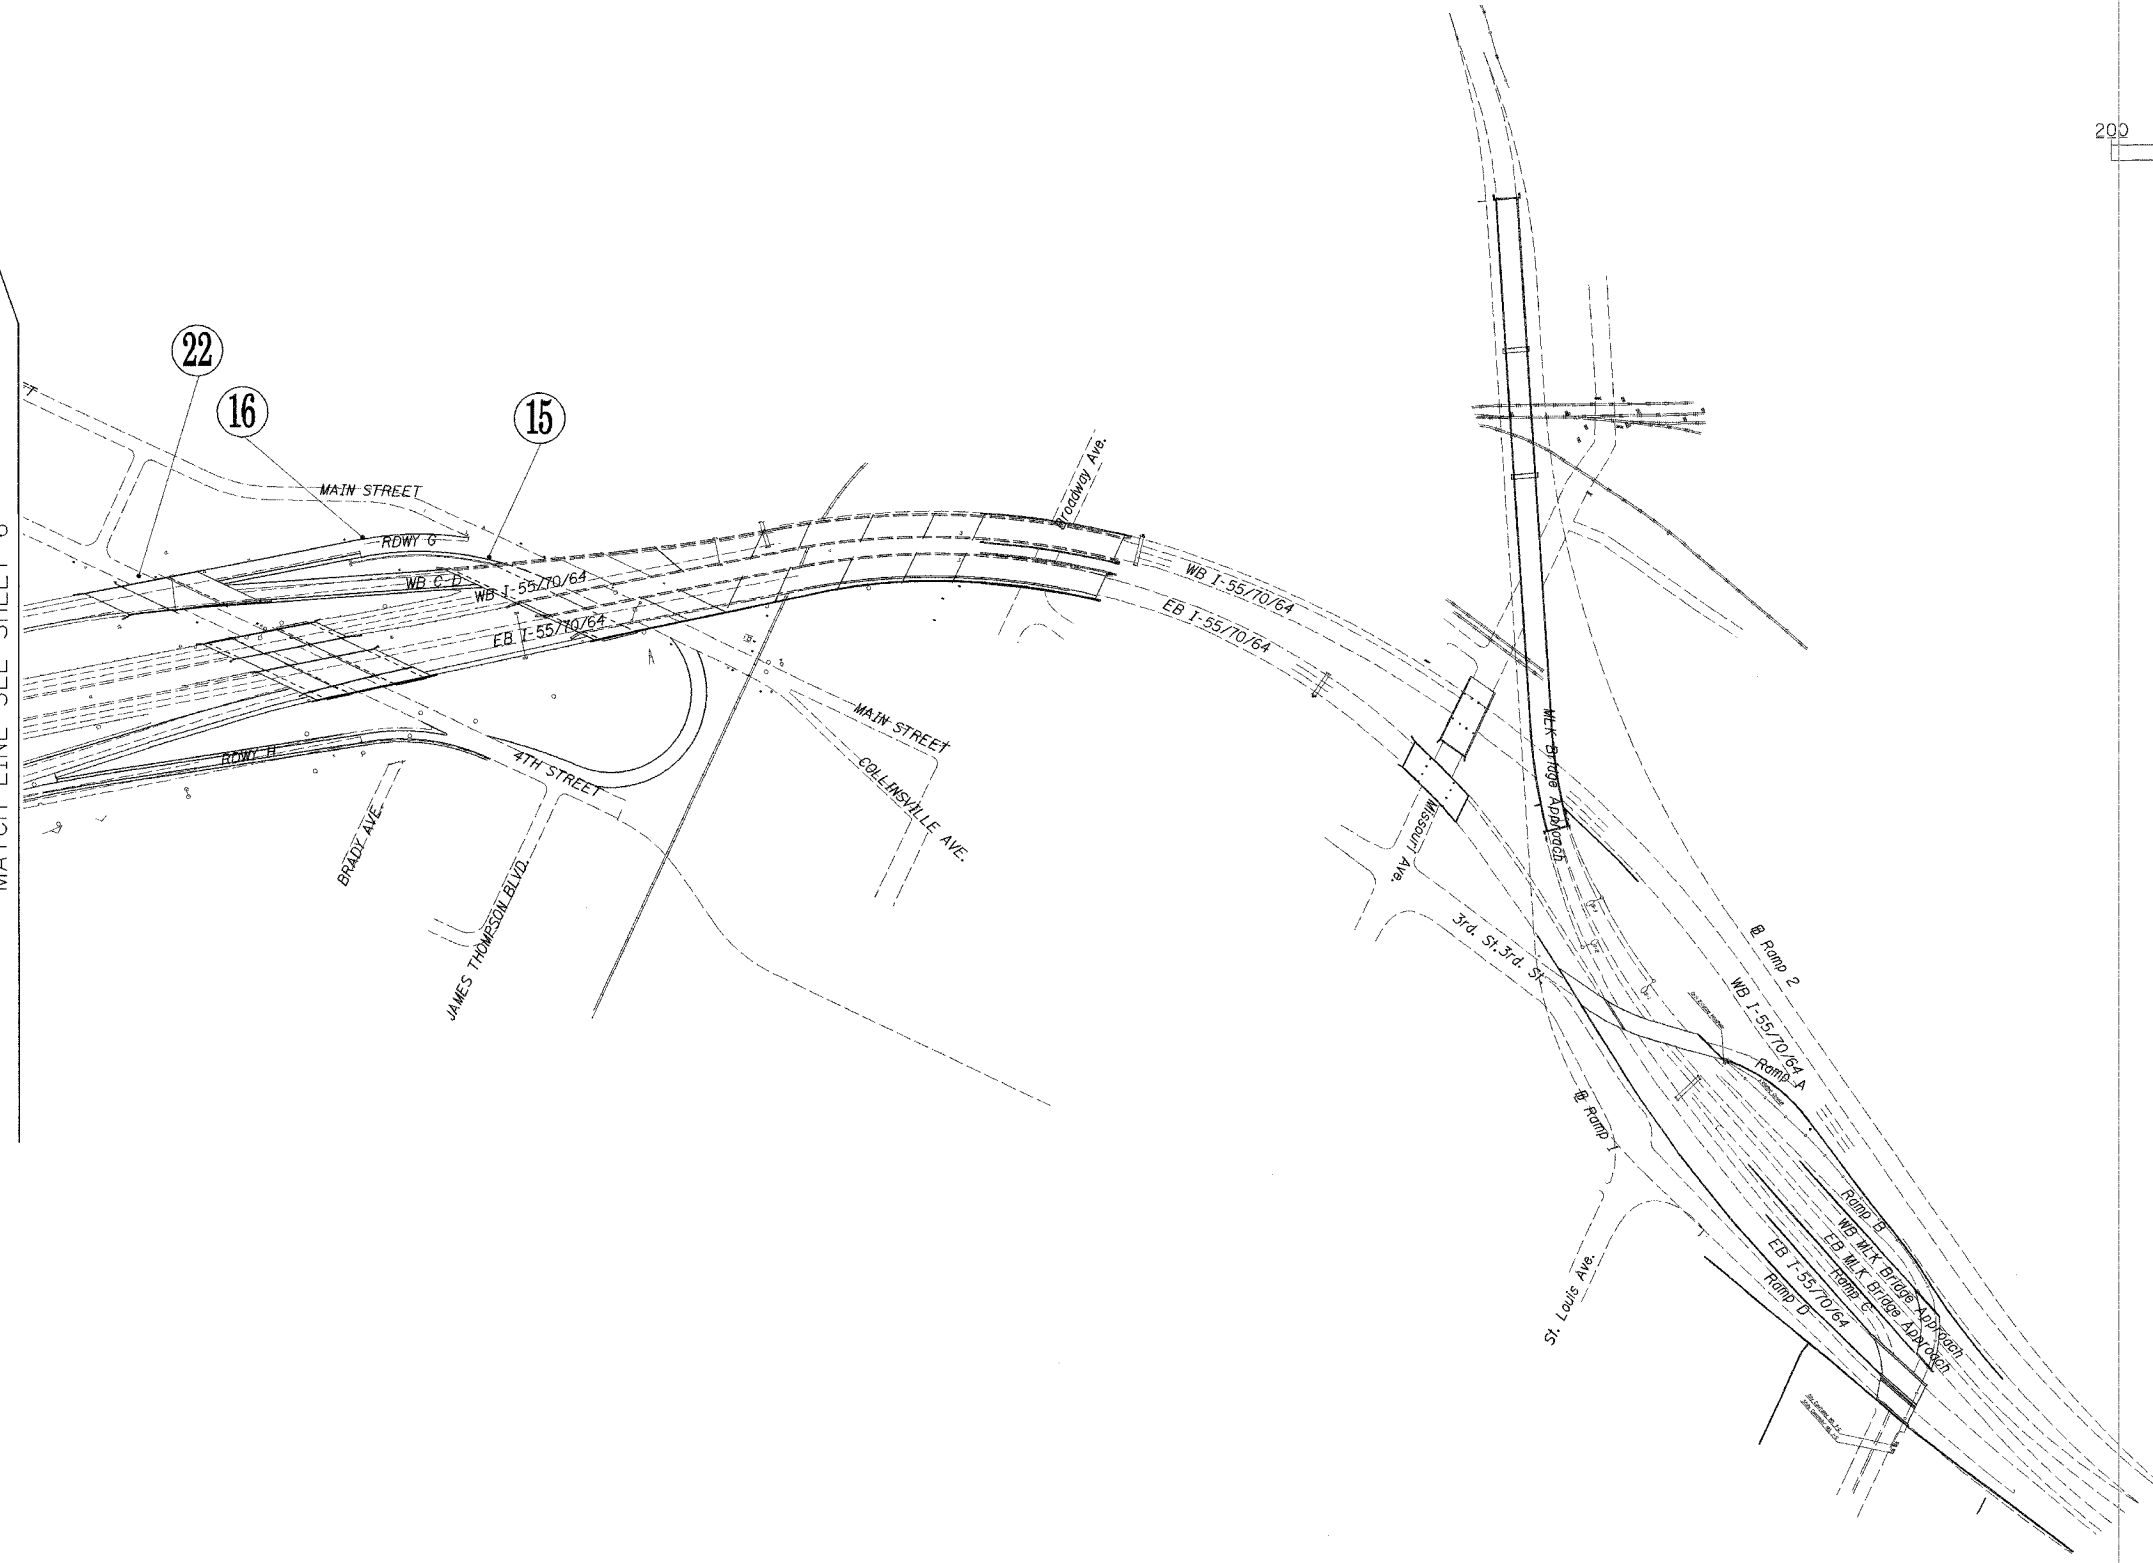 200
22
16
15
MAIN STREET
RDWY G
WB C-D
WB I-55/70/64
EB I-55/70/64
RDWY H
Broadway Ave.
WB I-55/70/64
EB I-55/70/64
MAIN STREET
4TH STREET
COLLINSVILLE AVE.
BRADY AVE.
JAMES THOMPSON BLVD.
MLK Bridge Approach
Missouri Ave.
3rd. St.
3rd. St.
Ramp 2
WB I-55/70/64
Ramp A
Ramp 1
Ramp B
WB MLK Bridge Approach
EB MLK Bridge Approach
Ramp C
EB I-55/70/64
Ramp D
St. Louis Ave.